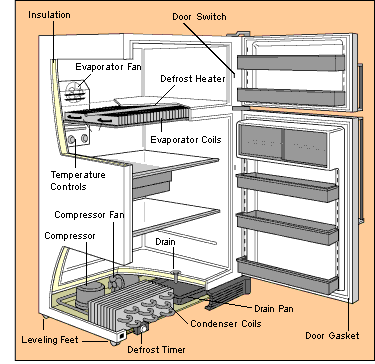 Insulation
Door Switch
Evaporator Fan
Defrost Heater
Evaporator Coils
Temperature
Controls
Compressor Fan
Compressor
Drain
Drain Pan
Condenser Coils
Door Gasket
Leveling Feet
Defrost Timer